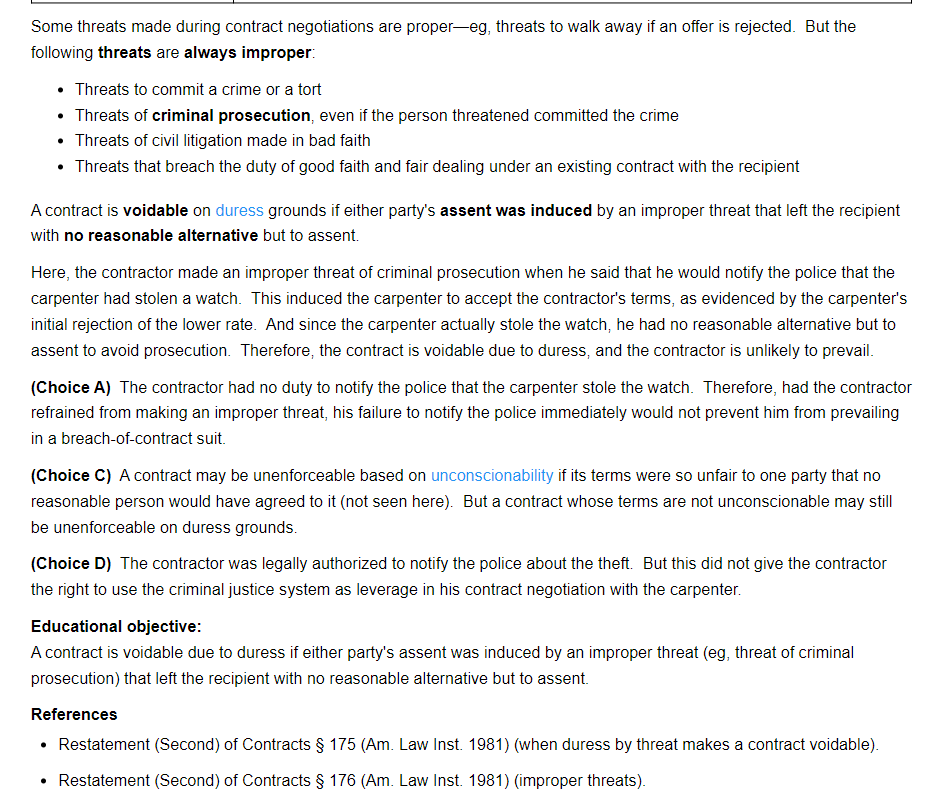 Some threats made during contract negotiations are proper—eg, threats to walk away if an offer is rejected.  But the
following threats are always improper:
• Threats to commit a crime or a tort
• Threats of criminal prosecution, even if the person threatened committed the crime
• Threats of civil litigation made in bad faith
• Threats that breach the duty of good faith and fair dealing under an existing contract with the recipient
A contract is voidable on duress grounds if either party's assent was induced by an improper threat that left the recipient
with no reasonable alternative but to assent.
Here, the contractor made an improper threat of criminal prosecution when he said that he would notify the police that the
carpenter had stolen a watch.  This induced the carpenter to accept the contractor's terms, as evidenced by the carpenter's
initial rejection of the lower rate.  And since the carpenter actually stole the watch, he had no reasonable alternative but to
assent to avoid prosecution.  Therefore, the contract is voidable due to duress, and the contractor is unlikely to prevail.
(Choice A)  The contractor had no duty to notify the police that the carpenter stole the watch.  Therefore, had the contractor
refrained from making an improper threat, his failure to notify the police immediately would not prevent him from prevailing
in a breach-of-contract suit.
(Choice C)  A contract may be unenforceable based on unconscionability if its terms were so unfair to one party that no
reasonable person would have agreed to it (not seen here).  But a contract whose terms are not unconscionable may still
be unenforceable on duress grounds.
(Choice D)  The contractor was legally authorized to notify the police about the theft.  But this did not give the contractor
the right to use the criminal justice system as leverage in his contract negotiation with the carpenter.
Educational objective:
A contract is voidable due to duress if either party's assent was induced by an improper threat (eg, threat of criminal
prosecution) that left the recipient with no reasonable alternative but to assent.
References
• Restatement (Second) of Contracts § 175 (Am. Law Inst. 1981) (when duress by threat makes a contract voidable).
• Restatement (Second) of Contracts § 176 (Am. Law Inst. 1981) (improper threats).